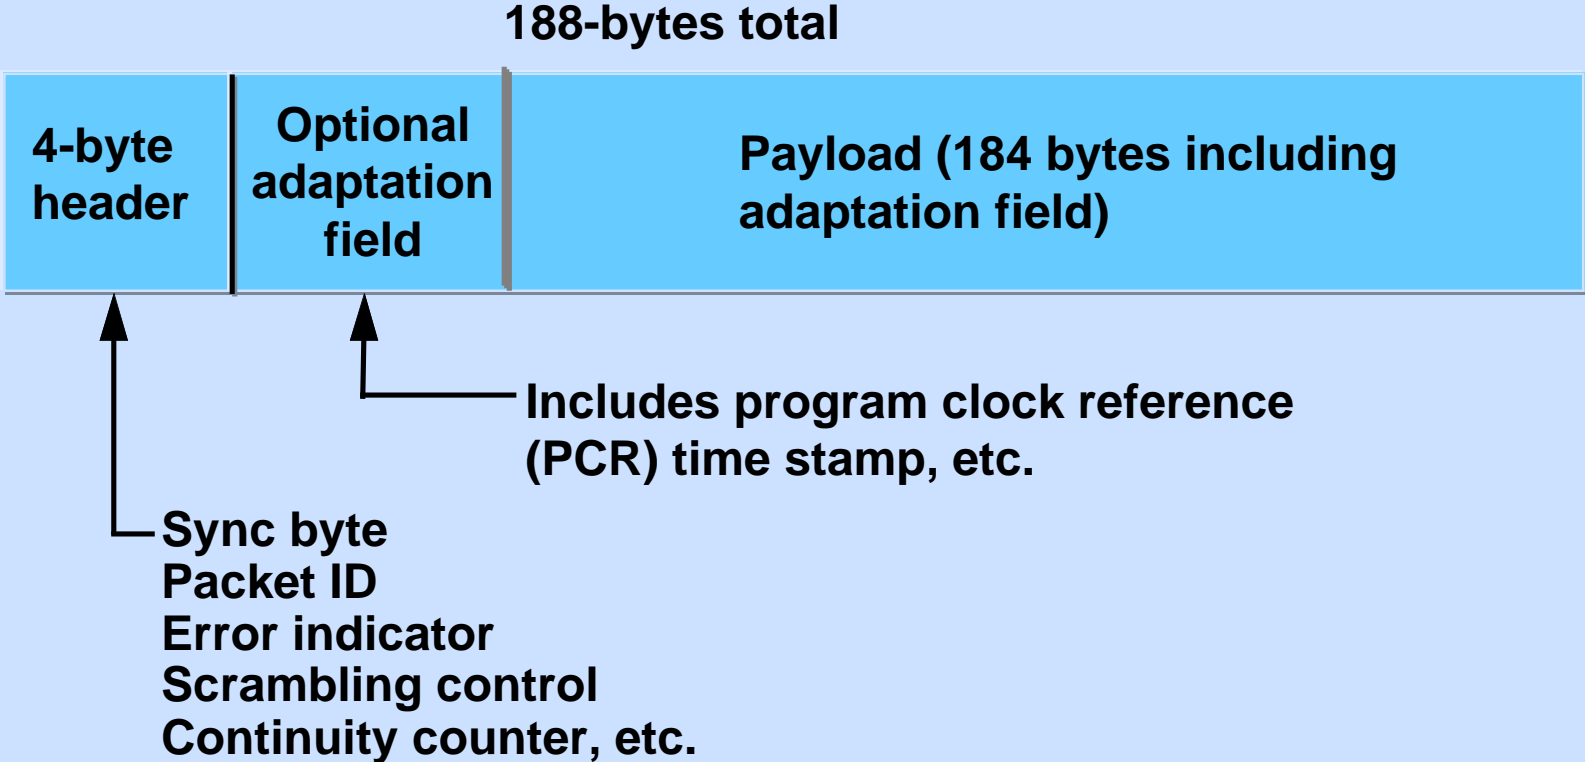 188-bytes total
4-byte
header
Optional
adaptation
field
Payload (184 bytes including
adaptation field)
Includes program clock reference
(PCR) time stamp, etc.
Sync byte
Packet ID
Error indicator
Scrambling control
Continuity counter, etc.